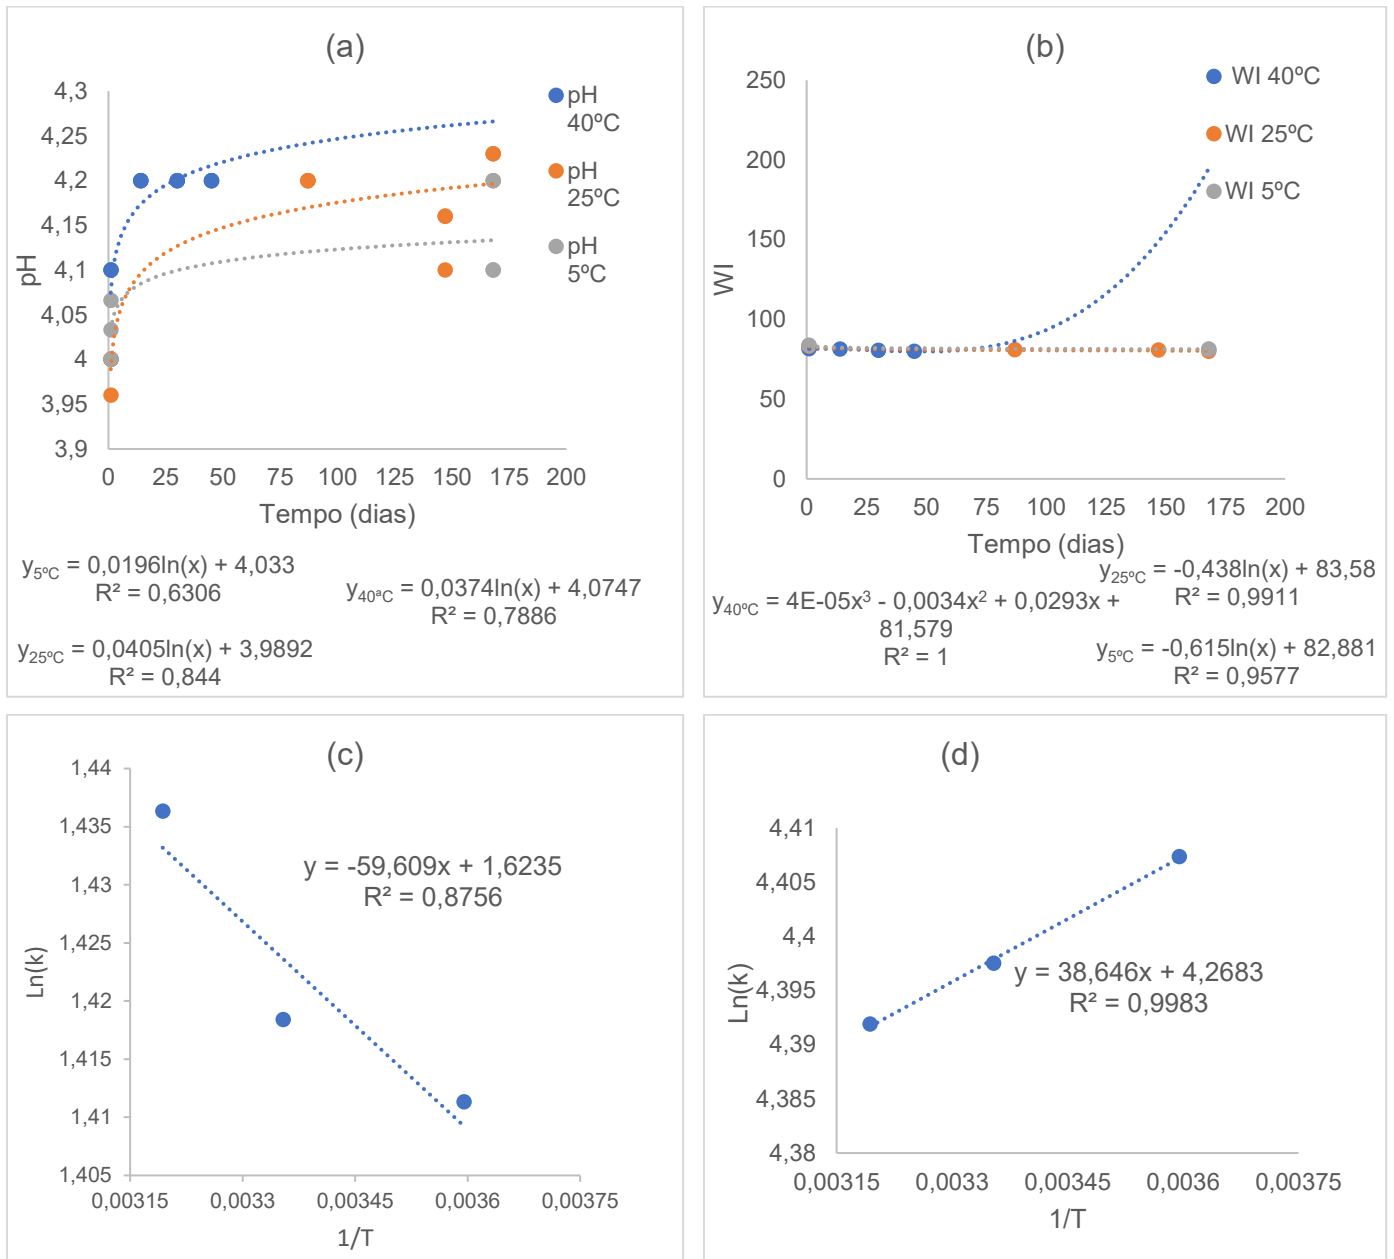 (a)
4,3
4,25
4,2
4,15
4,1
4,05
4
3,95
3,9
pH
0 25 50 75 100 125 150 175 200
Tempo (dias)
pH
40ºC
pH
25ºC
pH
5ºC
y5ºC = 0,0196ln(x) + 4,033
R² = 0,6306
y40ªC = 0,0374ln(x) + 4,0747
R² = 0,7886
y25ºC = 0,0405ln(x) + 3,9892
R² = 0,844
(b)
250
200
150
100
50
0
WI
0 25 50 75 100 125 150 175 200
Tempo (dias)
WI 40ºC
WI 25ºC
WI 5ºC
y25ºC = -0,438ln(x) + 83,58
R² = 0,9911
y40ºC = 4E-05x³ - 0,0034x² + 0,0293x +
81,579
R² = 1
y5ºC = -0,615ln(x) + 82,881
R² = 0,9577
(c)
1,44
1,435
1,43
1,425
1,42
1,415
1,41
1,405
Ln(k)
y = -59,609x + 1,6235
R² = 0,8756
0,00315 0,0033 0,00345 0,0036 0,00375
1/T
(d)
4,41
4,405
4,4
4,395
4,39
4,385
4,38
Ln(k)
y = 38,646x + 4,2683
R² = 0,9983
0,00315 0,0033 0,00345 0,0036 0,00375
1/T